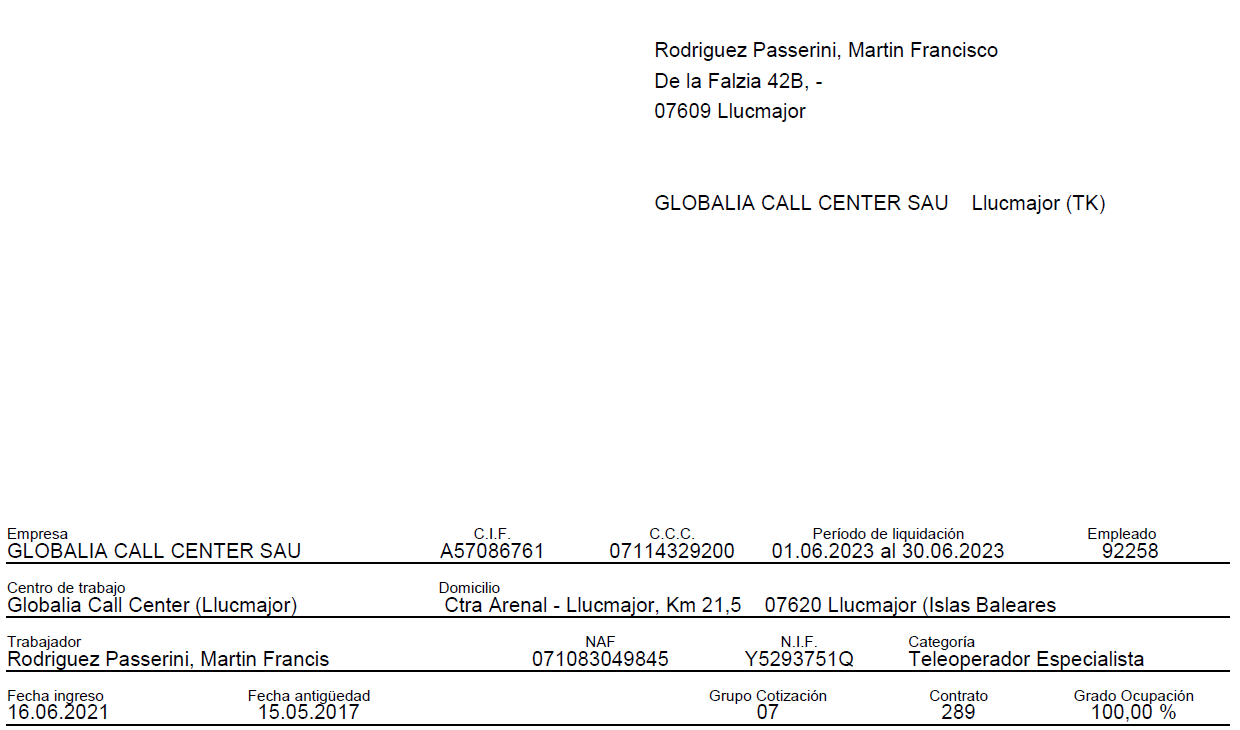 Rodriguez Passerini, Martin Francisco
De la Falzia 42B, -
07609 Llucmajor
GLOBALIA CALL CENTER SAU Llucmajor (TK)
Empresa C.I.F. C.C.C. Período de liquidación Empleado
GLOBALIA CALL CENTER SAU A57086761 07114329200 01.06.2023 al 30.06.2023 92258
Centro de trabajo Domicilio
Globalia Call Center (Llucmajor) Ctra Arenal - Llucmajor, Km 21,5 07620 Llucmajor (Islas Baleares
Trabajador NAF N.I.F. Categoría
Rodriguez Passerini, Martin Francis 071083049845 Y5293751Q Teleoperador Especialista
Fecha ingreso Fecha antigüedad Grupo Cotización Contrato Grado Ocupación
16.06.2021 15.05.2017 07 289 100,00 %